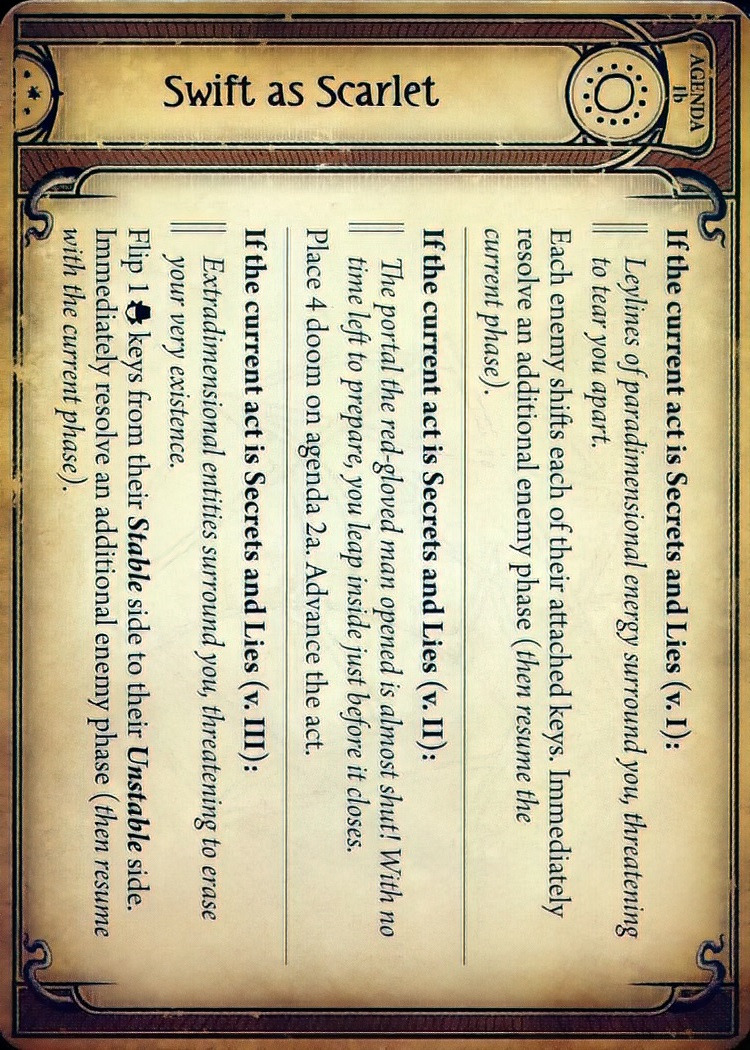 AGENDA
1b
Swift as Scarlet
If the current act is Secrets and Lies (v. I):
Leylines of paradimensional energy surround you, threatening
to tear you apart.
Each enemy shifts each of their attached keys. Immediately
resolve an additional enemy phase (then resume the
current phase).
If the current act is Secrets and Lies (v. II):
The portal the red-gloved man opened is almost shut! With no
time left to prepare, you leap inside just before it closes.
Place 4 doom on agenda 2a. Advance the act.
If the current act is Secrets and Lies (v. III):
Extradimensional entities surround you, threatening to erase
your very existence.
Flip 1 keys from their Stable side to their Unstable side.
Immediately resolve an additional enemy phase (then resume
with the current phase).